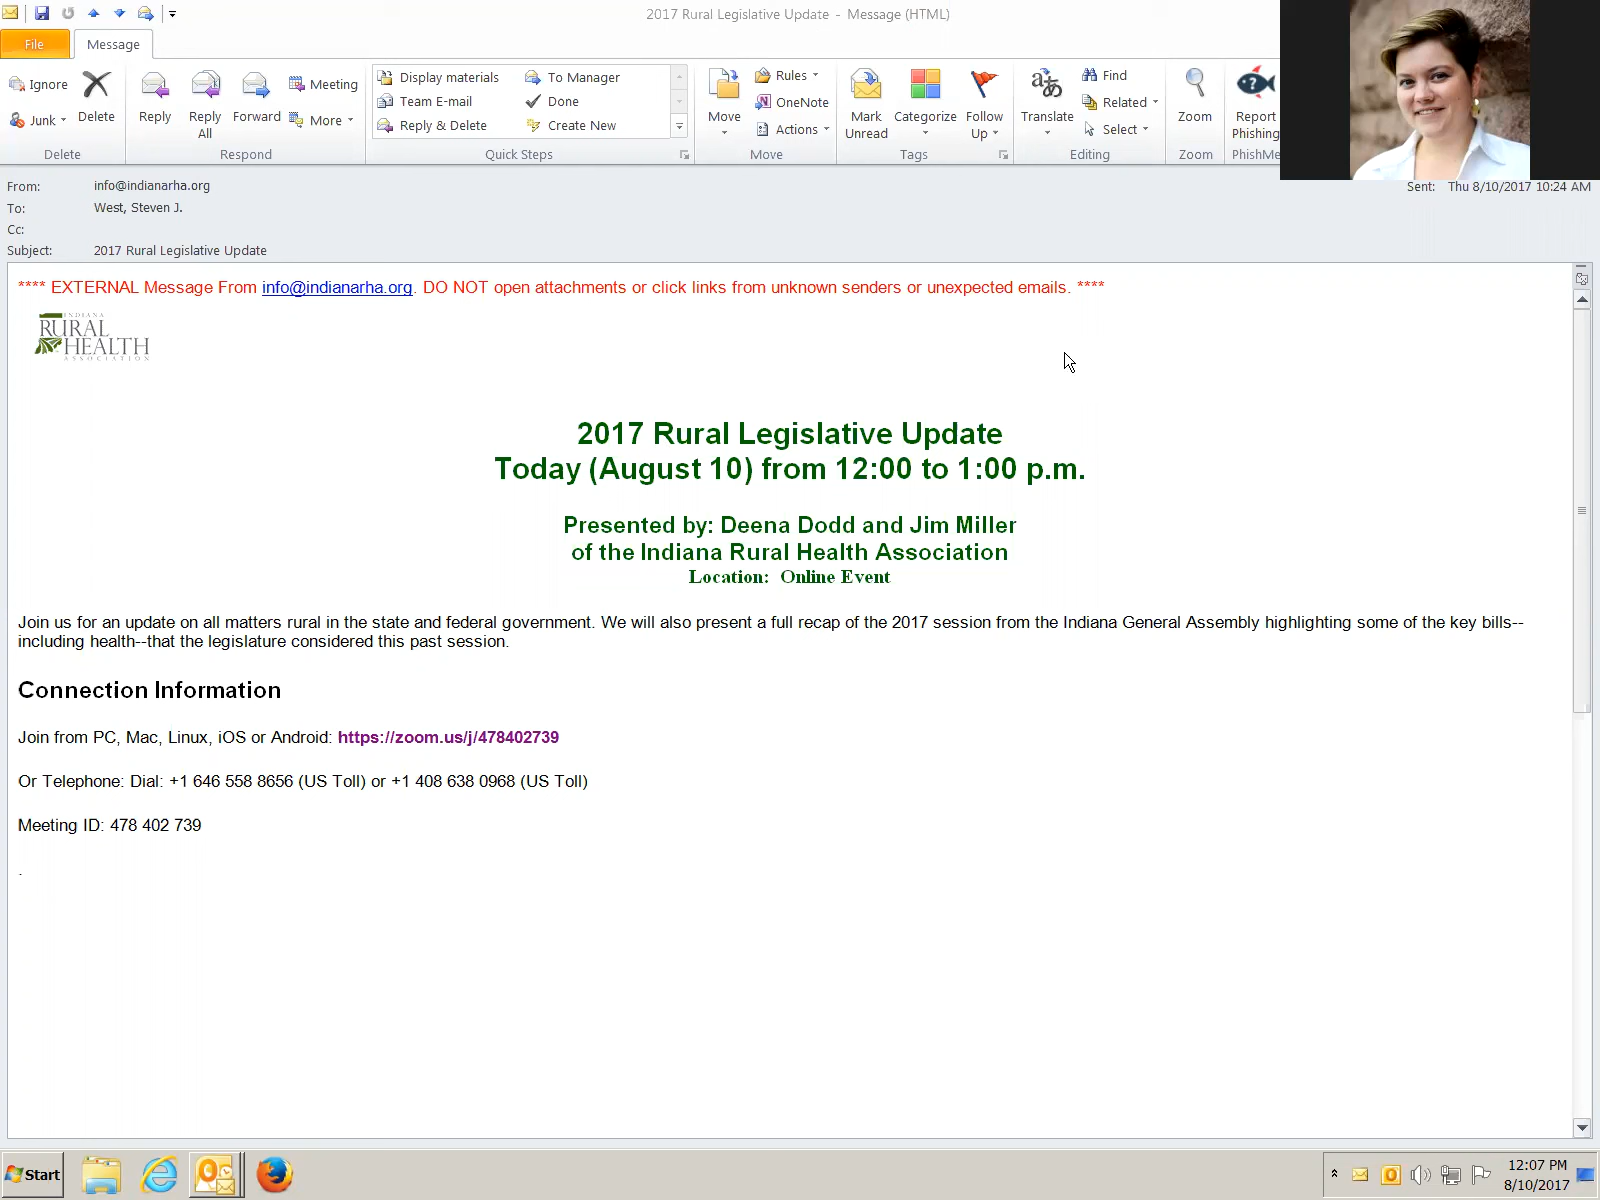 2017 Rural Legislative Update - Message (HTML)
File Message
Ignore
Junk
Delete
Delete
Reply
Reply All
Forward
Meeting
More
Respond
Display materials
Team E-mail
Reply & Delete
To Manager
Done
Create New
Quick Steps
Move
Rules
OneNote
Actions
Move
Mark Unread
Categorize
Follow Up
Tags
Translate
Find
Related
Select
Editing
Zoom
Zoom
Report Phishing
PhishMe
From: info@indianarha.org
Sent: Thu 8/10/2017 10:24 AM
To: West, Steven J.
Cc:
Subject: 2017 Rural Legislative Update
**** EXTERNAL Message From info@indianarha.org. DO NOT open attachments or click links from unknown senders or unexpected emails. ****
INDIANA
RURAL
HEALTH
ASSOCIATION
2017 Rural Legislative Update
Today (August 10) from 12:00 to 1:00 p.m.
Presented by: Deena Dodd and Jim Miller
of the Indiana Rural Health Association
Location: Online Event
Join us for an update on all matters rural in the state and federal government. We will also present a full recap of the 2017 session from the Indiana General Assembly highlighting some of the key bills--
including health--that the legislature considered this past session.
Connection Information
Join from PC, Mac, Linux, iOS or Android: https://zoom.us/j/478402739
Or Telephone: Dial: +1 646 558 8656 (US Toll) or +1 408 638 0968 (US Toll)
Meeting ID: 478 402 739
.
Start
12:07 PM
8/10/2017